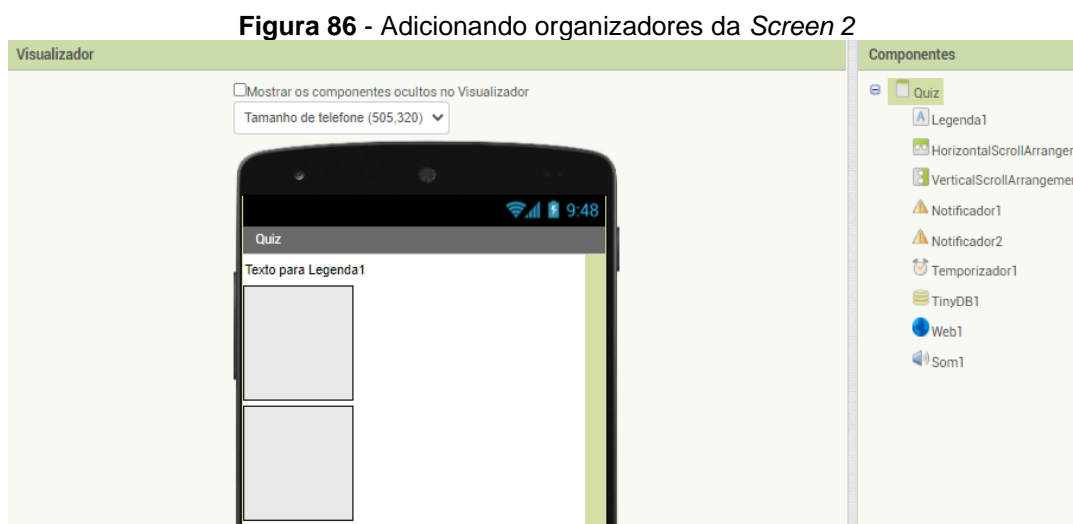 Figura 86 - Adicionando organizadores da Screen 2
Visualizador
Mostrar os componentes ocultos no Visualizador
Tamanho de telefone (505,320)
9:48
Quiz
Texto para Legenda1
Componentes
Quiz
Legenda1
HorizontalScrollArranger
VerticalScrollArrangemer
Notificador1
Notificador2
Temporizador1
TinyDB1
Web1
Som1